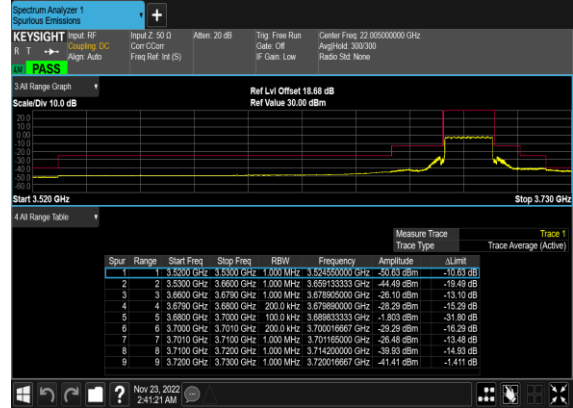 Spectrum Analyzer 1
Spurious Emissions
KEYSIGHT Input: RF Input Z: 50 Ω Atten: 20 dB Trig: Free Run Center Freq: 22.005000000 GHz
R T Coupling: DC Corr CCorr Gate: Off Avg|Hold: 300/300
Align: Auto Freq Ref: Int (S) IF Gain: Low Radio Std: None
PASS
3 All Range Graph
Ref Lvl Offset 18.68 dB
Scale/Div 10.0 dB Ref Value 30.00 dBm
20.0
10.0
0.00
-10.0
-20.0
-30.0
-40.0
-50.0
-60.0
Start 3.520 GHz Stop 3.730 GHz
4 All Range Table
Measure Trace Trace 1
Trace Type Trace Average (Active)
Spur Range Start Freq Stop Freq RBW Frequency Amplitude ΔLimit
1 1 3.5200 GHz 3.5300 GHz 1.000 MHz 3.524550000 GHz -50.63 dBm -10.63 dB
2 2 3.5300 GHz 3.6600 GHz 1.000 MHz 3.659133333 GHz -44.49 dBm -19.49 dB
3 3 3.6600 GHz 3.6790 GHz 1.000 MHz 3.678905000 GHz -26.10 dBm -13.10 dB
4 4 3.6790 GHz 3.6800 GHz 200.0 kHz 3.679890000 GHz -28.29 dBm -15.29 dB
5 5 3.6800 GHz 3.7000 GHz 100.0 kHz 3.689833333 GHz -1.803 dBm -31.80 dB
6 6 3.7000 GHz 3.7010 GHz 200.0 kHz 3.700016667 GHz -29.29 dBm -16.29 dB
7 7 3.7010 GHz 3.7100 GHz 1.000 MHz 3.701165000 GHz -26.48 dBm -13.48 dB
8 8 3.7100 GHz 3.7200 GHz 1.000 MHz 3.714200000 GHz -39.93 dBm -14.93 dB
9 9 3.7200 GHz 3.7300 GHz 1.000 MHz 3.720016667 GHz -41.41 dBm -1.411 dB
Nov 23, 2022
2:41:21 AM